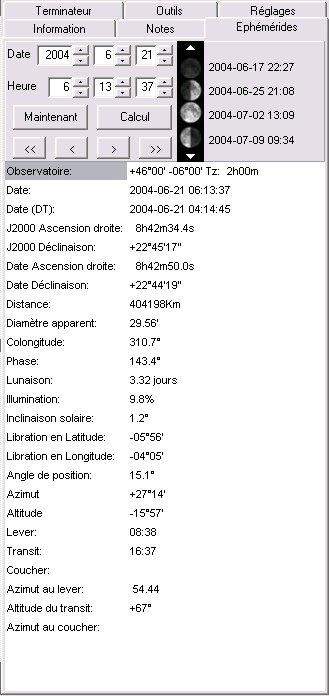 Terminateur Outils Réglages
Information Notes Ephémérides
Date 2004 6 21
Heure 6 13 37
Maintenant Calcul
<< < > >>
2004-06-17 22:27
2004-06-25 21:08
2004-07-02 13:09
2004-07-09 09:34
Observatoire: +46°00' -06°00' Tz: 2h00m
Date: 2004-06-21 06:13:37
Date (DT): 2004-06-21 04:14:45
J2000 Ascension droite: 8h42m34.4s
J2000 Déclinaison: +22°45'17"
Date Ascension droite: 8h42m50.0s
Date Déclinaison: +22°44'19"
Distance: 404198Km
Diamètre apparent: 29.56'
Colongitude: 310.7°
Phase: 143.4°
Lunaison: 3.32 jours
Illumination: 9.8%
Inclinaison solaire: 1.2°
Libration en Latitude: -05°56'
Libration en Longitude: -04°05'
Angle de position: 15.1°
Azimut +27°14'
Altitude -15°57'
Lever: 08:38
Transit: 16:37
Coucher:
Azimut au lever: 54.44
Altitude du transit: +67°
Azimut au coucher: